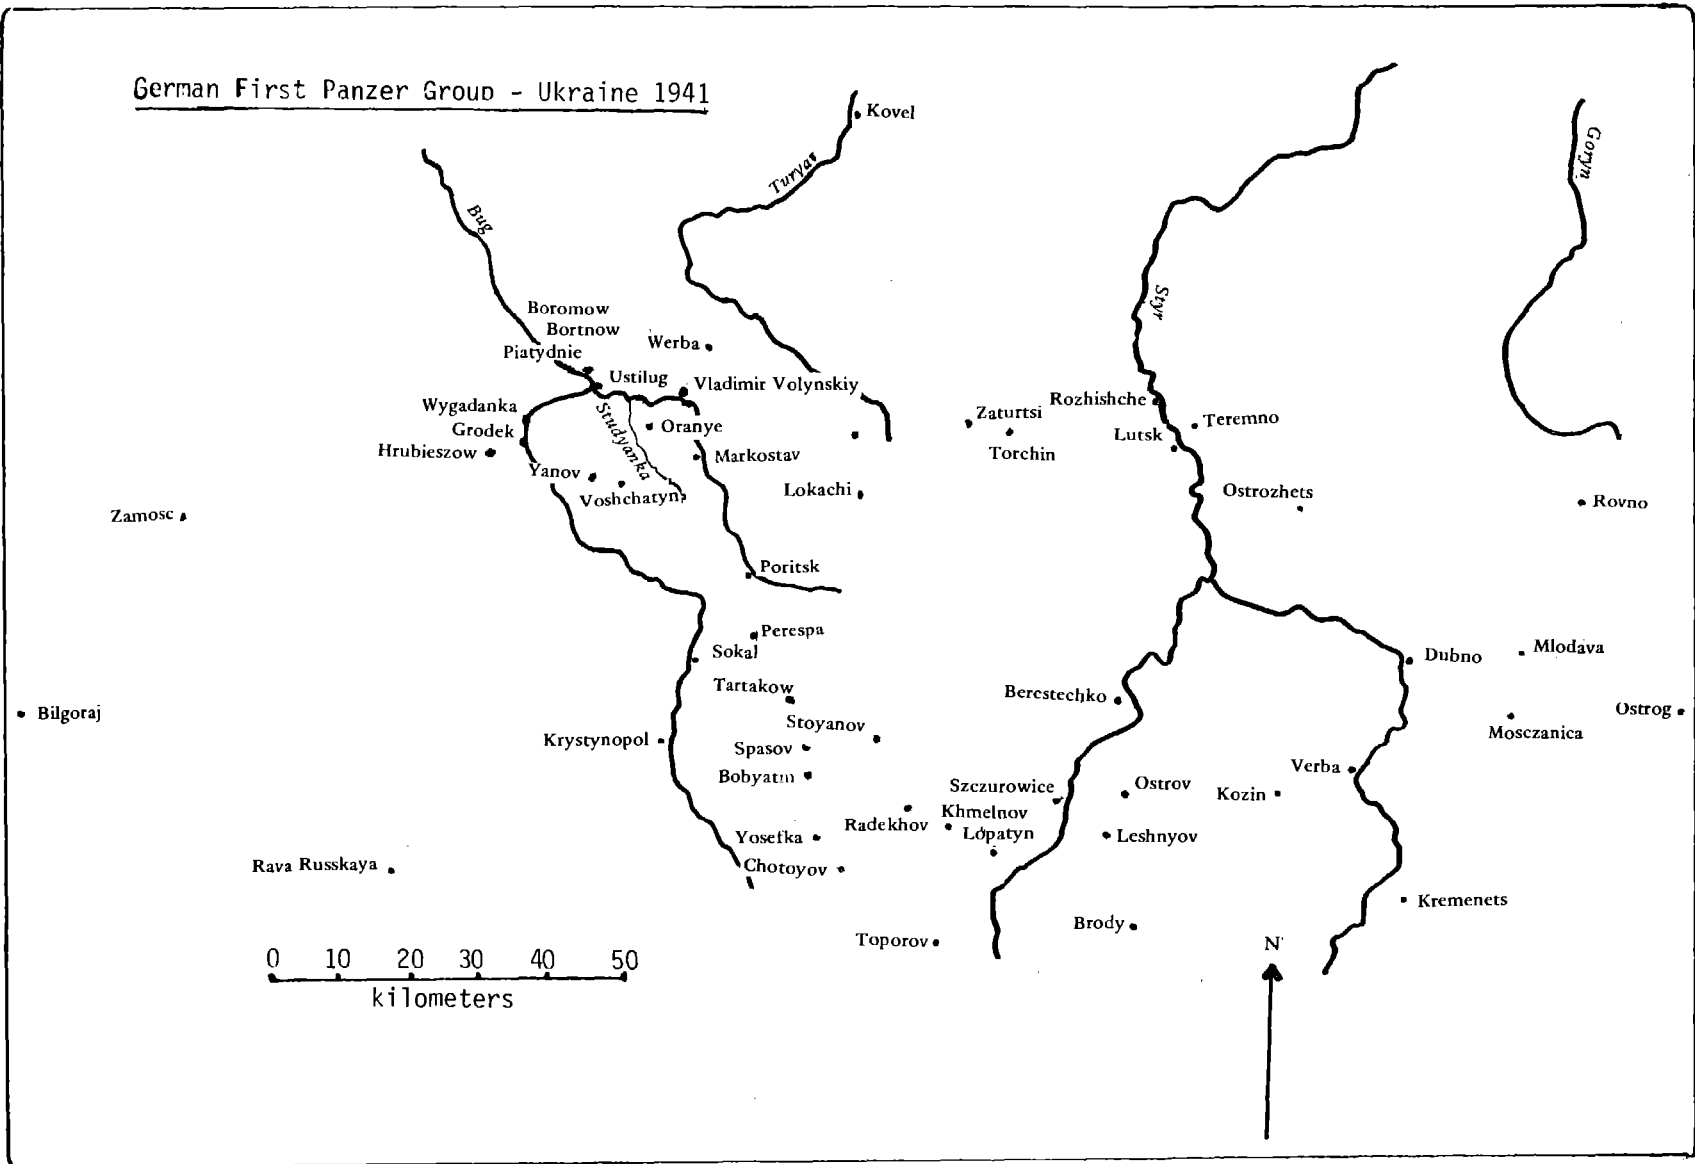 German First Panzer Group - Ukraine 1941
Kovel
Turya
Goryn
Bug
Styr
Boromow
Bortnow
Werba
Piatydnie
Ustilug
Vladimir Volynskiy
Wygadanka
Studyanka
Rozhishche
Zaturtsi
Teremno
Grodek
Oranye
Lutsk
Hrubieszow
Markostav
Torchin
Yanov
Voshchatyn
Lokachi
Ostrozhets
Rovno
Zamosc
Poritsk
Perespa
Sokal
Dubno
Mlodava
Tartakow
Berestechko
Bilgoraj
Stoyanov
Ostrog
Krystynopol
Spasov
Mosczanica
Bobyatin
Verba
Szczurowice
Ostrov
Kozin
Radekhov
Khmelnov
Yosefka
Lopatyn
Leshnyov
Rava Russkaya
Chotoyov
Kremenets
Toporov
Brody
N
0 10 20 30 40 50
kilometers